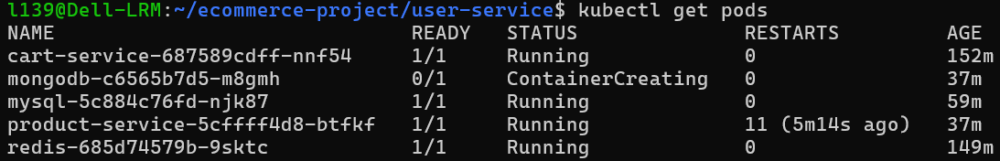 l139@Dell-LRM:~/ecommerce-project/user-service$ kubectl get pods
NAME                               READY   STATUS              RESTARTS         AGE
cart-service-687589cdff-nnf54      1/1     Running             0                152m
mongodb-c6565b7d5-m8gmh            0/1     ContainerCreating   0                37m
mysql-5c884c76fd-njk87             1/1     Running             0                59m
product-service-5cffff4d8-btfkf    1/1     Running             11 (5m14s ago)   37m
redis-685d74579b-9sktc             1/1     Running             0                149m